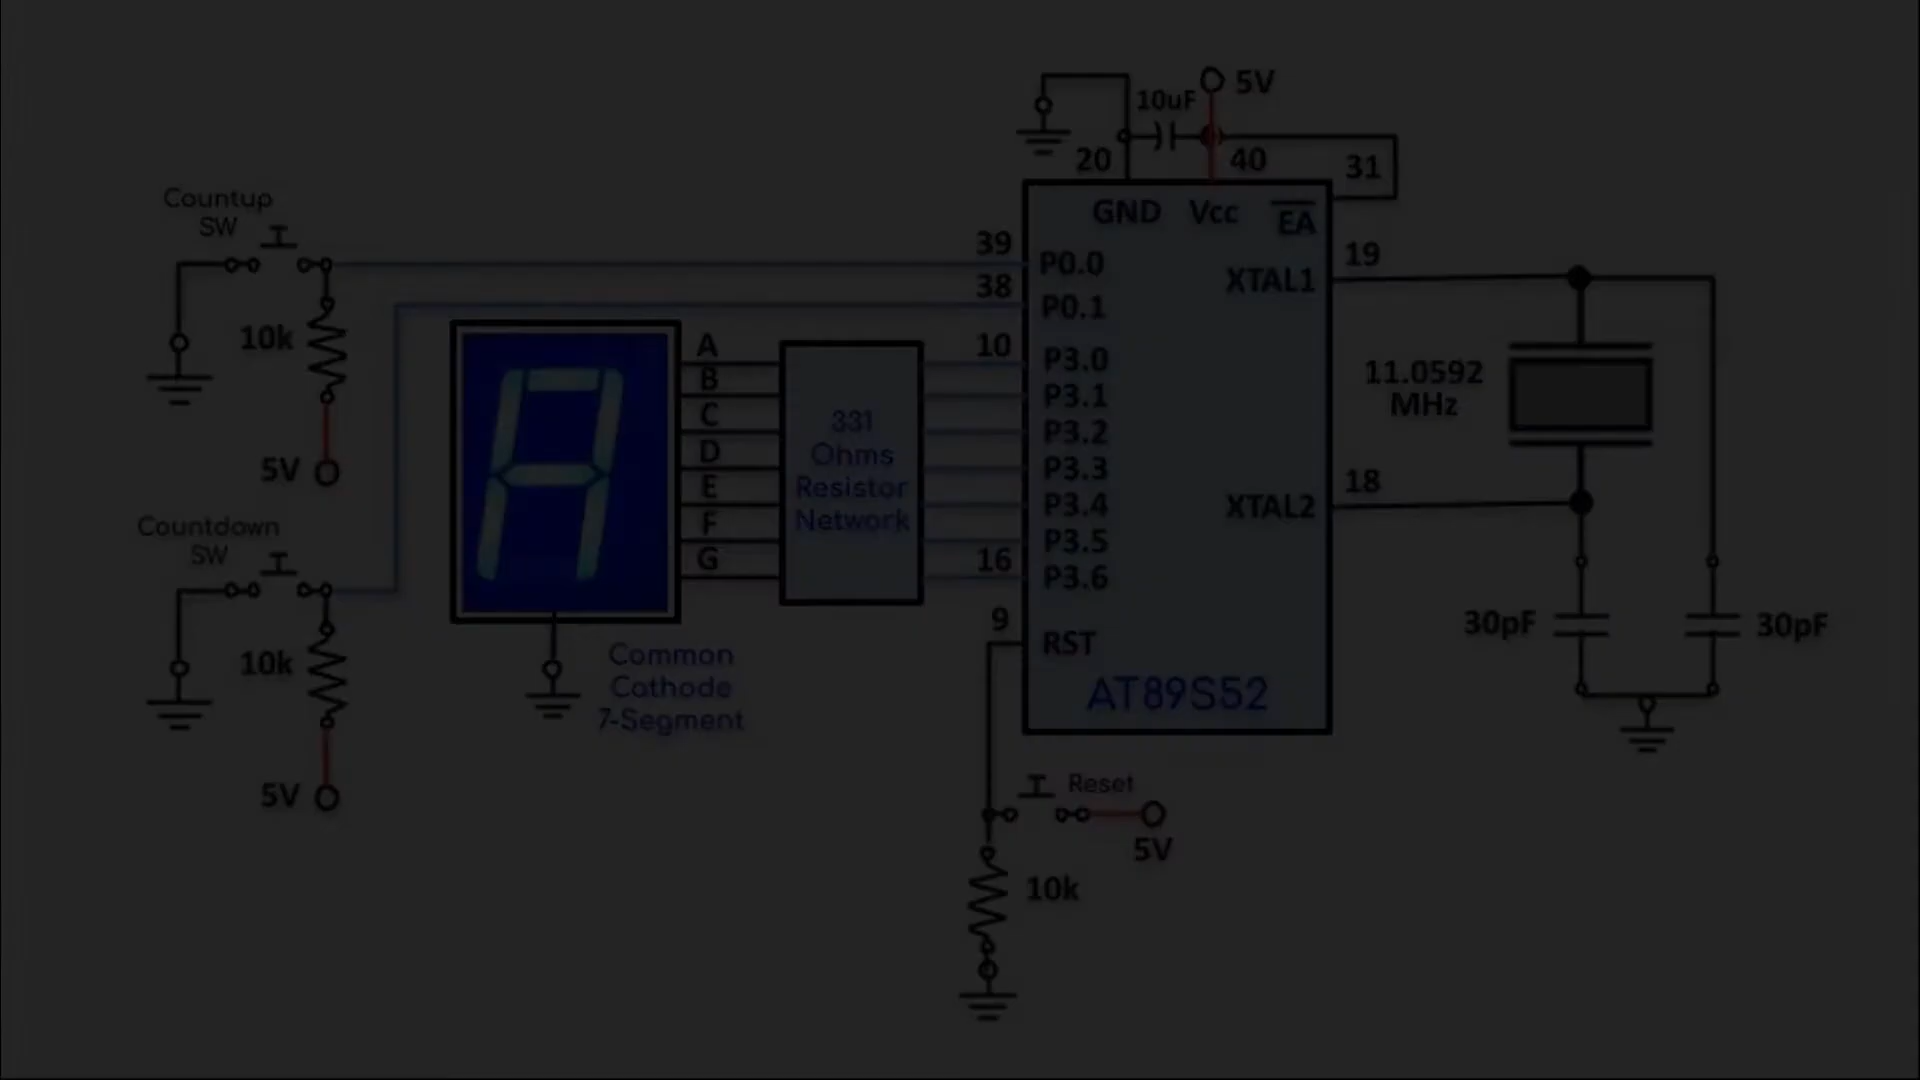 5V
10uF
20
40
31
Countup
SW
GND
Vcc
EA
39
P0.0
19
XTAL1
38
P0.1
10k
A
10
P3.0
B
P3.1
11.0592
MHz
C
331
Ohms
Resistor
Network
P3.2
D
P3.3
5V
E
P3.4
18
XTAL2
F
P3.5
Countdown
SW
G
16
P3.6
9
RST
30pF
30pF
10k
Common
Cathode
7-Segment
AT89S52
5V
Reset
5V
10k